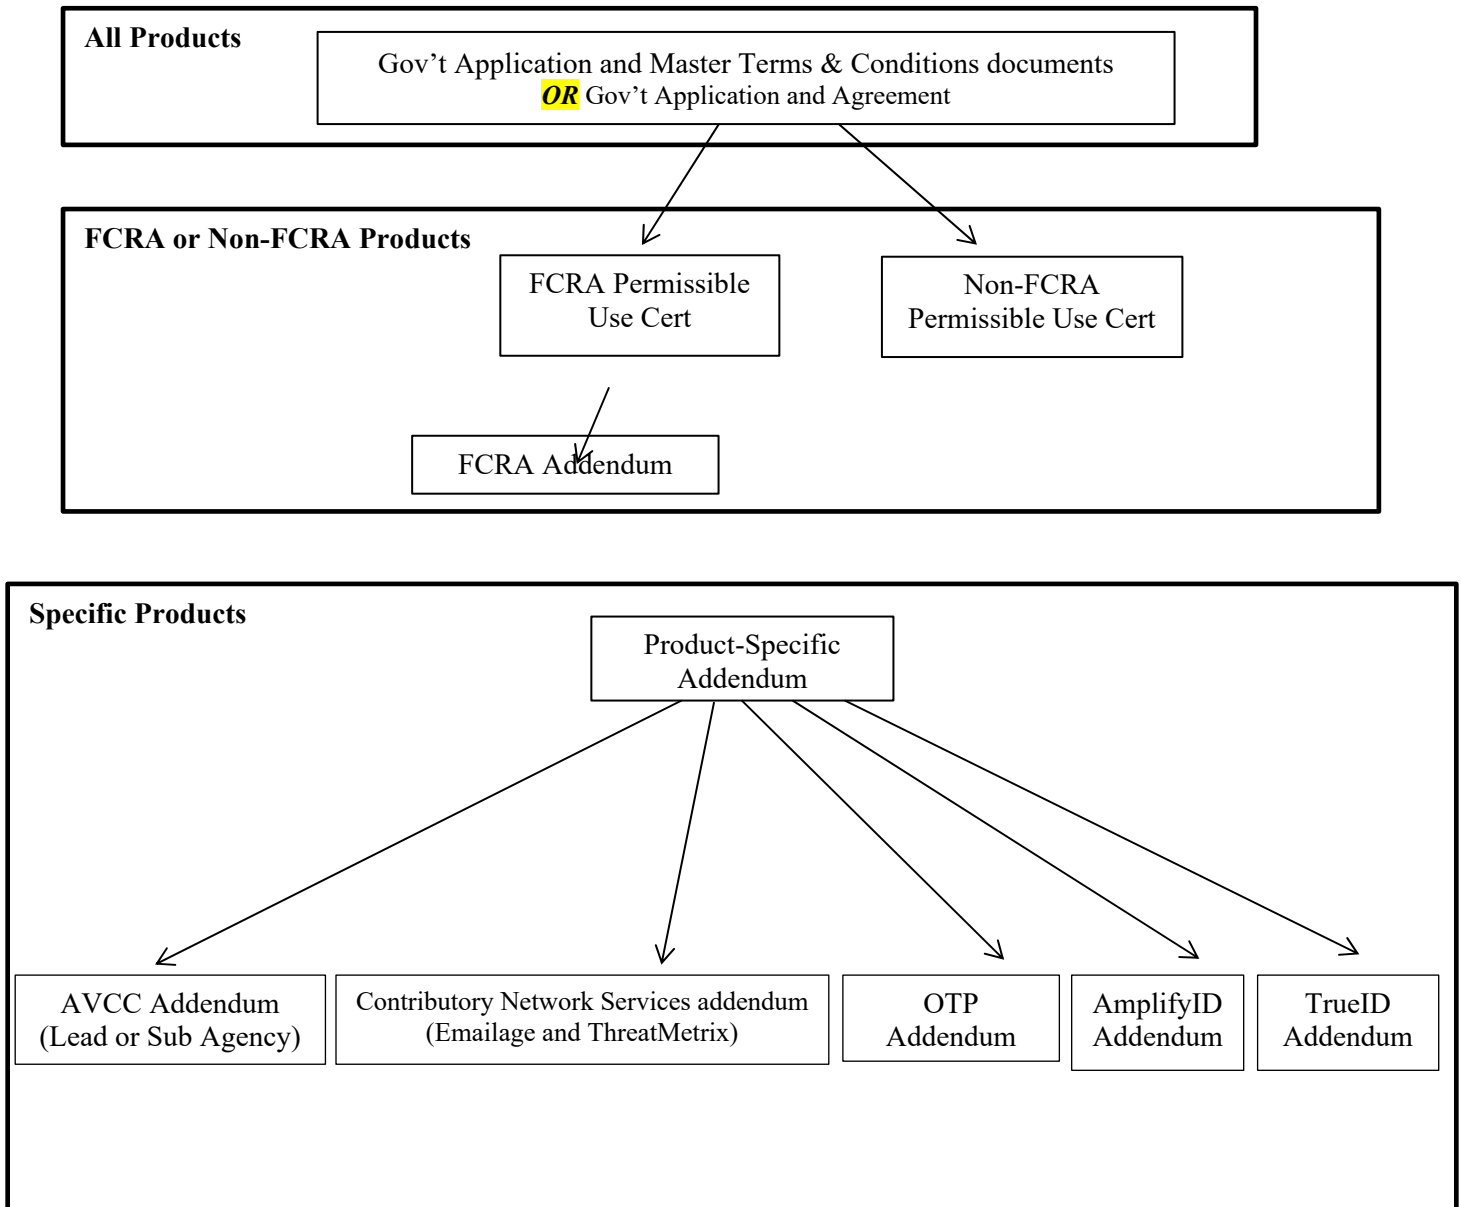 All Products
Gov’t Application and Master Terms & Conditions documents
OR Gov’t Application and Agreement
FCRA or Non-FCRA Products
FCRA Permissible
Use Cert
Non-FCRA
Permissible Use Cert
FCRA Addendum
Specific Products
Product-Specific
Addendum
AVCC Addendum
(Lead or Sub Agency)
Contributory Network Services addendum
(Emailage and ThreatMetrix)
OTP
Addendum
AmplifyID
Addendum
TrueID
Addendum